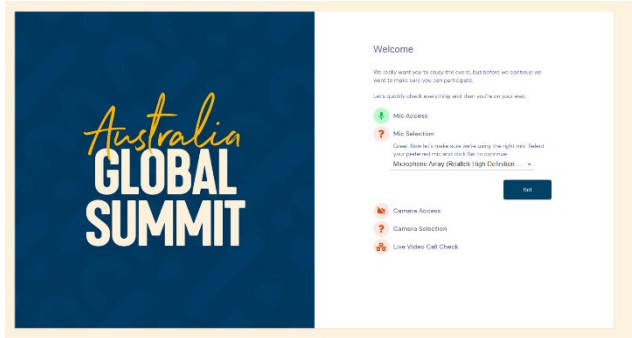 Australia
GLOBAL
SUMMIT
Welcome
We really want you to enjoy the event, but before we continue we
want to make sure you can participate.
Let's quickly check everything and then you're on your way.
Mic Access
? Mic Selection
Great. Now let's make sure we're using the right mic. Select
your preferred mic and click Set to continue
Microphone Array (Realtek High Definition ...
Set
Camera Access
? Camera Selection
Live Video Call Check